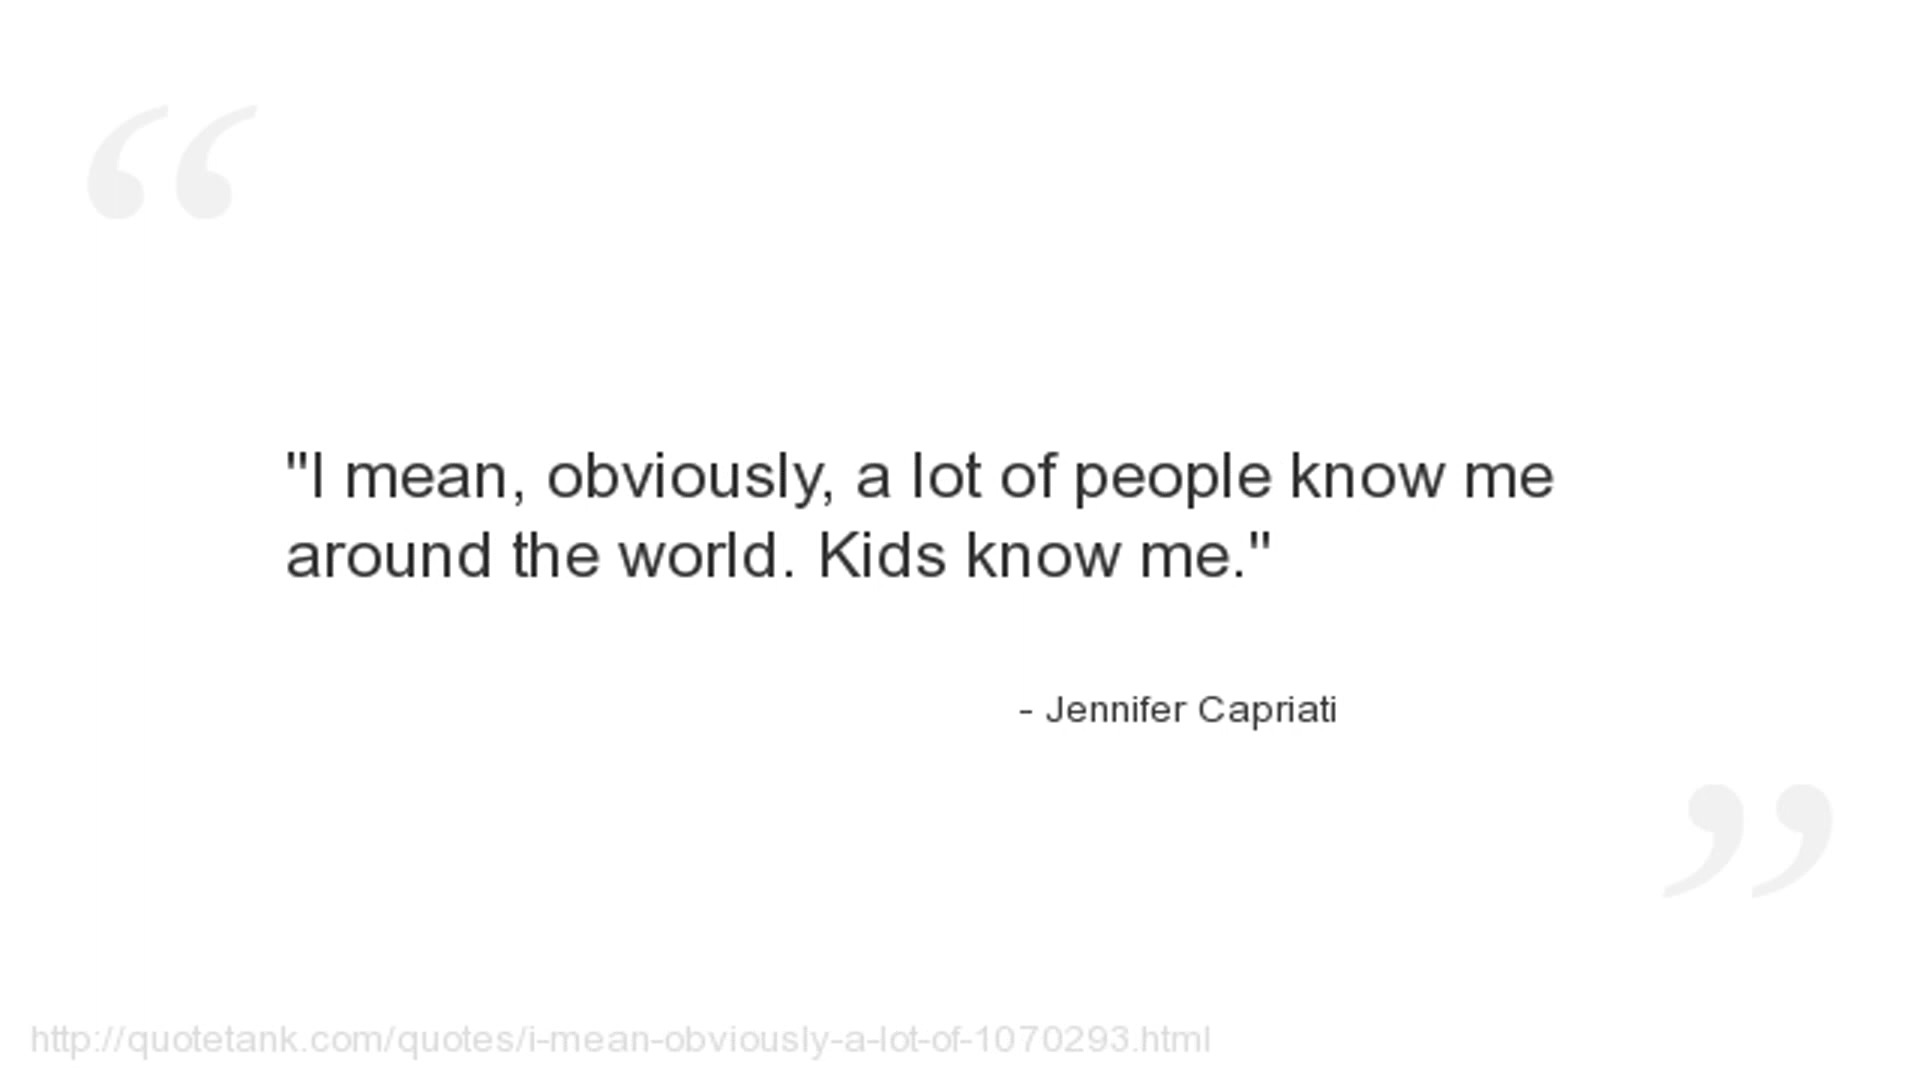 "I mean, obviously, a lot of people know me
around the world. Kids know me."
- Jennifer Capriati
http://quotetank.com/quotes/i-mean-obviously-a-lot-of-1070293.html